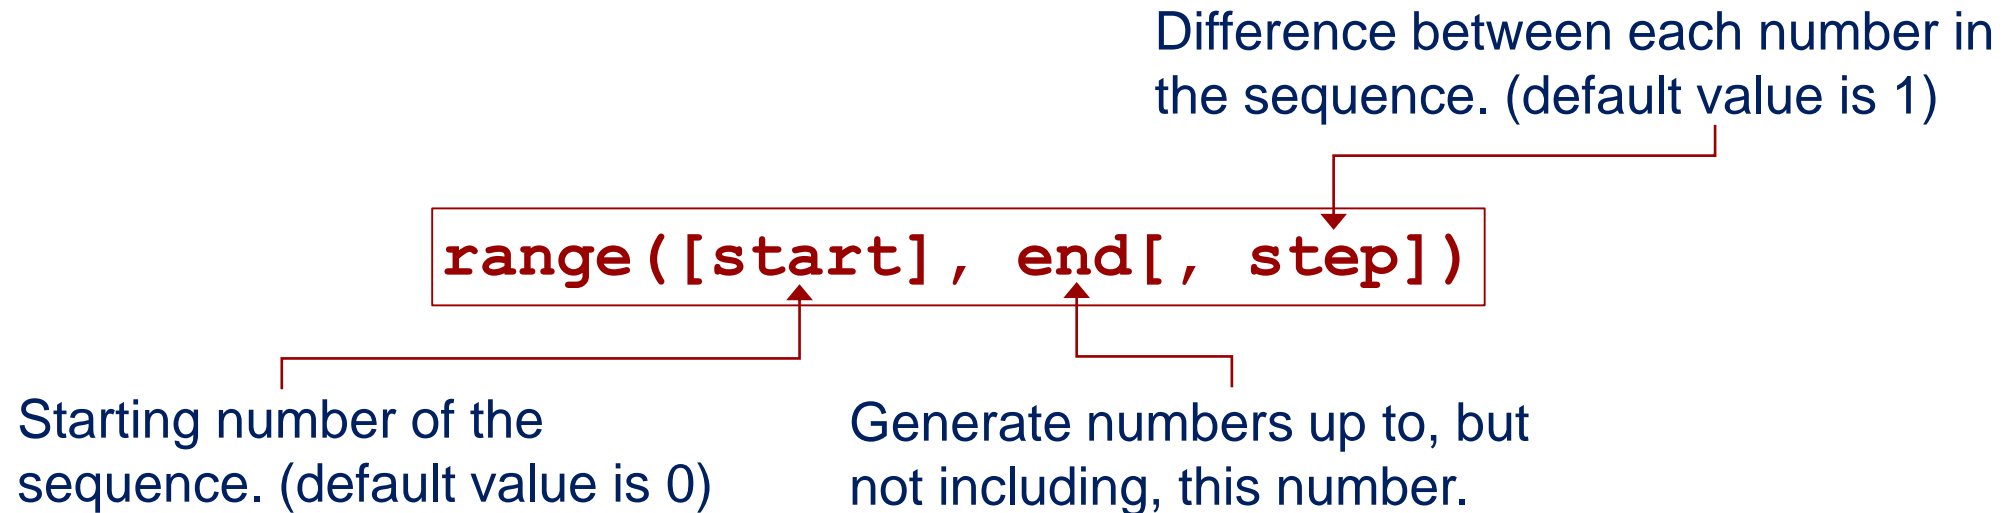 Difference between each number in
the sequence. (default value is 1)
range([start], end[, step])
Starting number of the
sequence. (default value is 0)
Generate numbers up to, but
not including, this number.